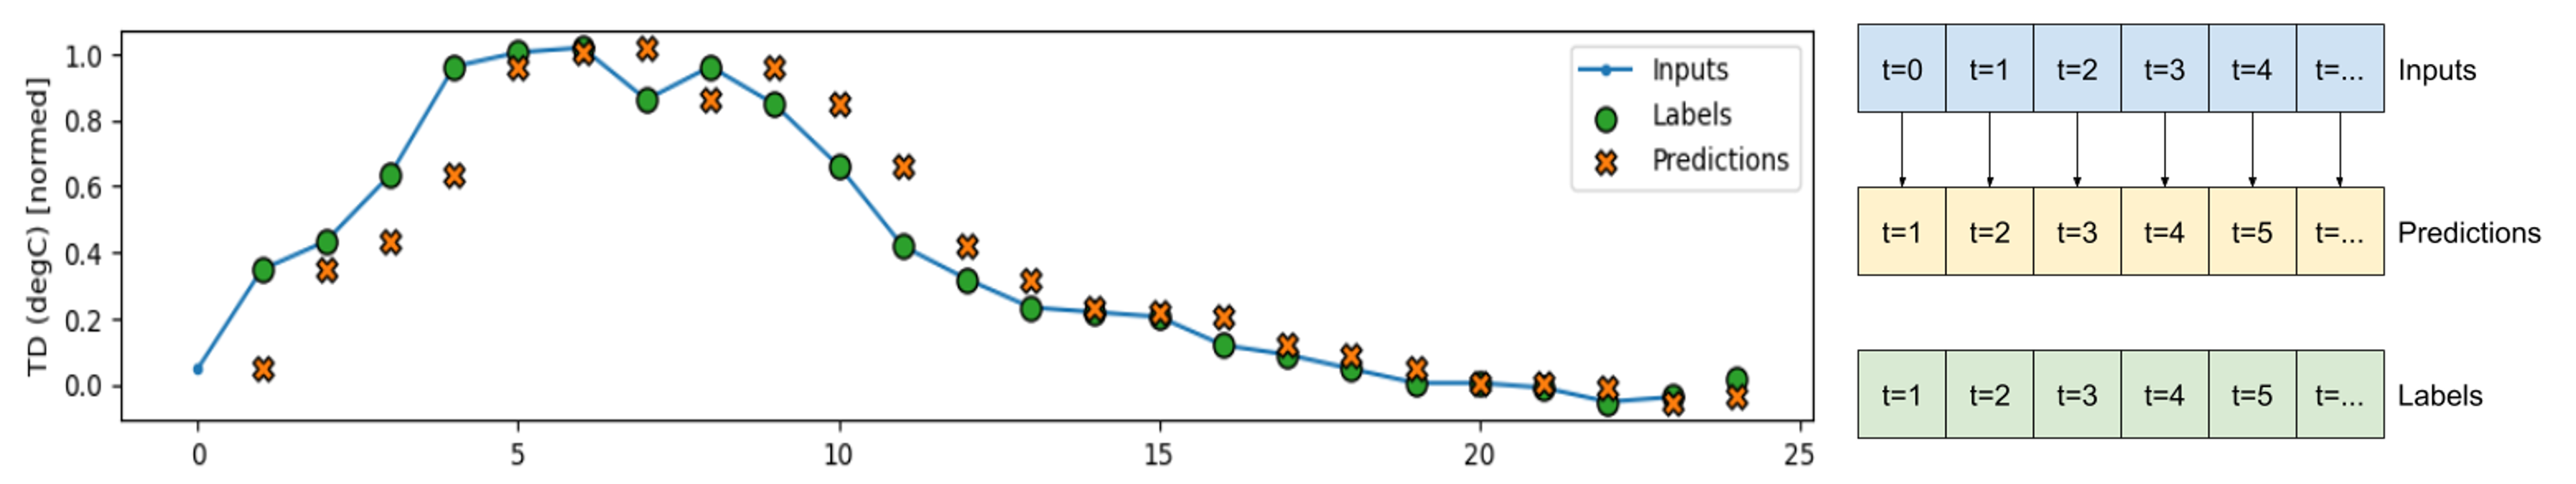 TD (degC) [normed]
1.0
0.8
0.6
0.4
0.2
0.0
0 5 10 15 20 25
Inputs
Labels
Predictions
t=0 t=1 t=2 t=3 t=4 t=... Inputs
t=1 t=2 t=3 t=4 t=5 t=... Predictions
t=1 t=2 t=3 t=4 t=5 t=... Labels